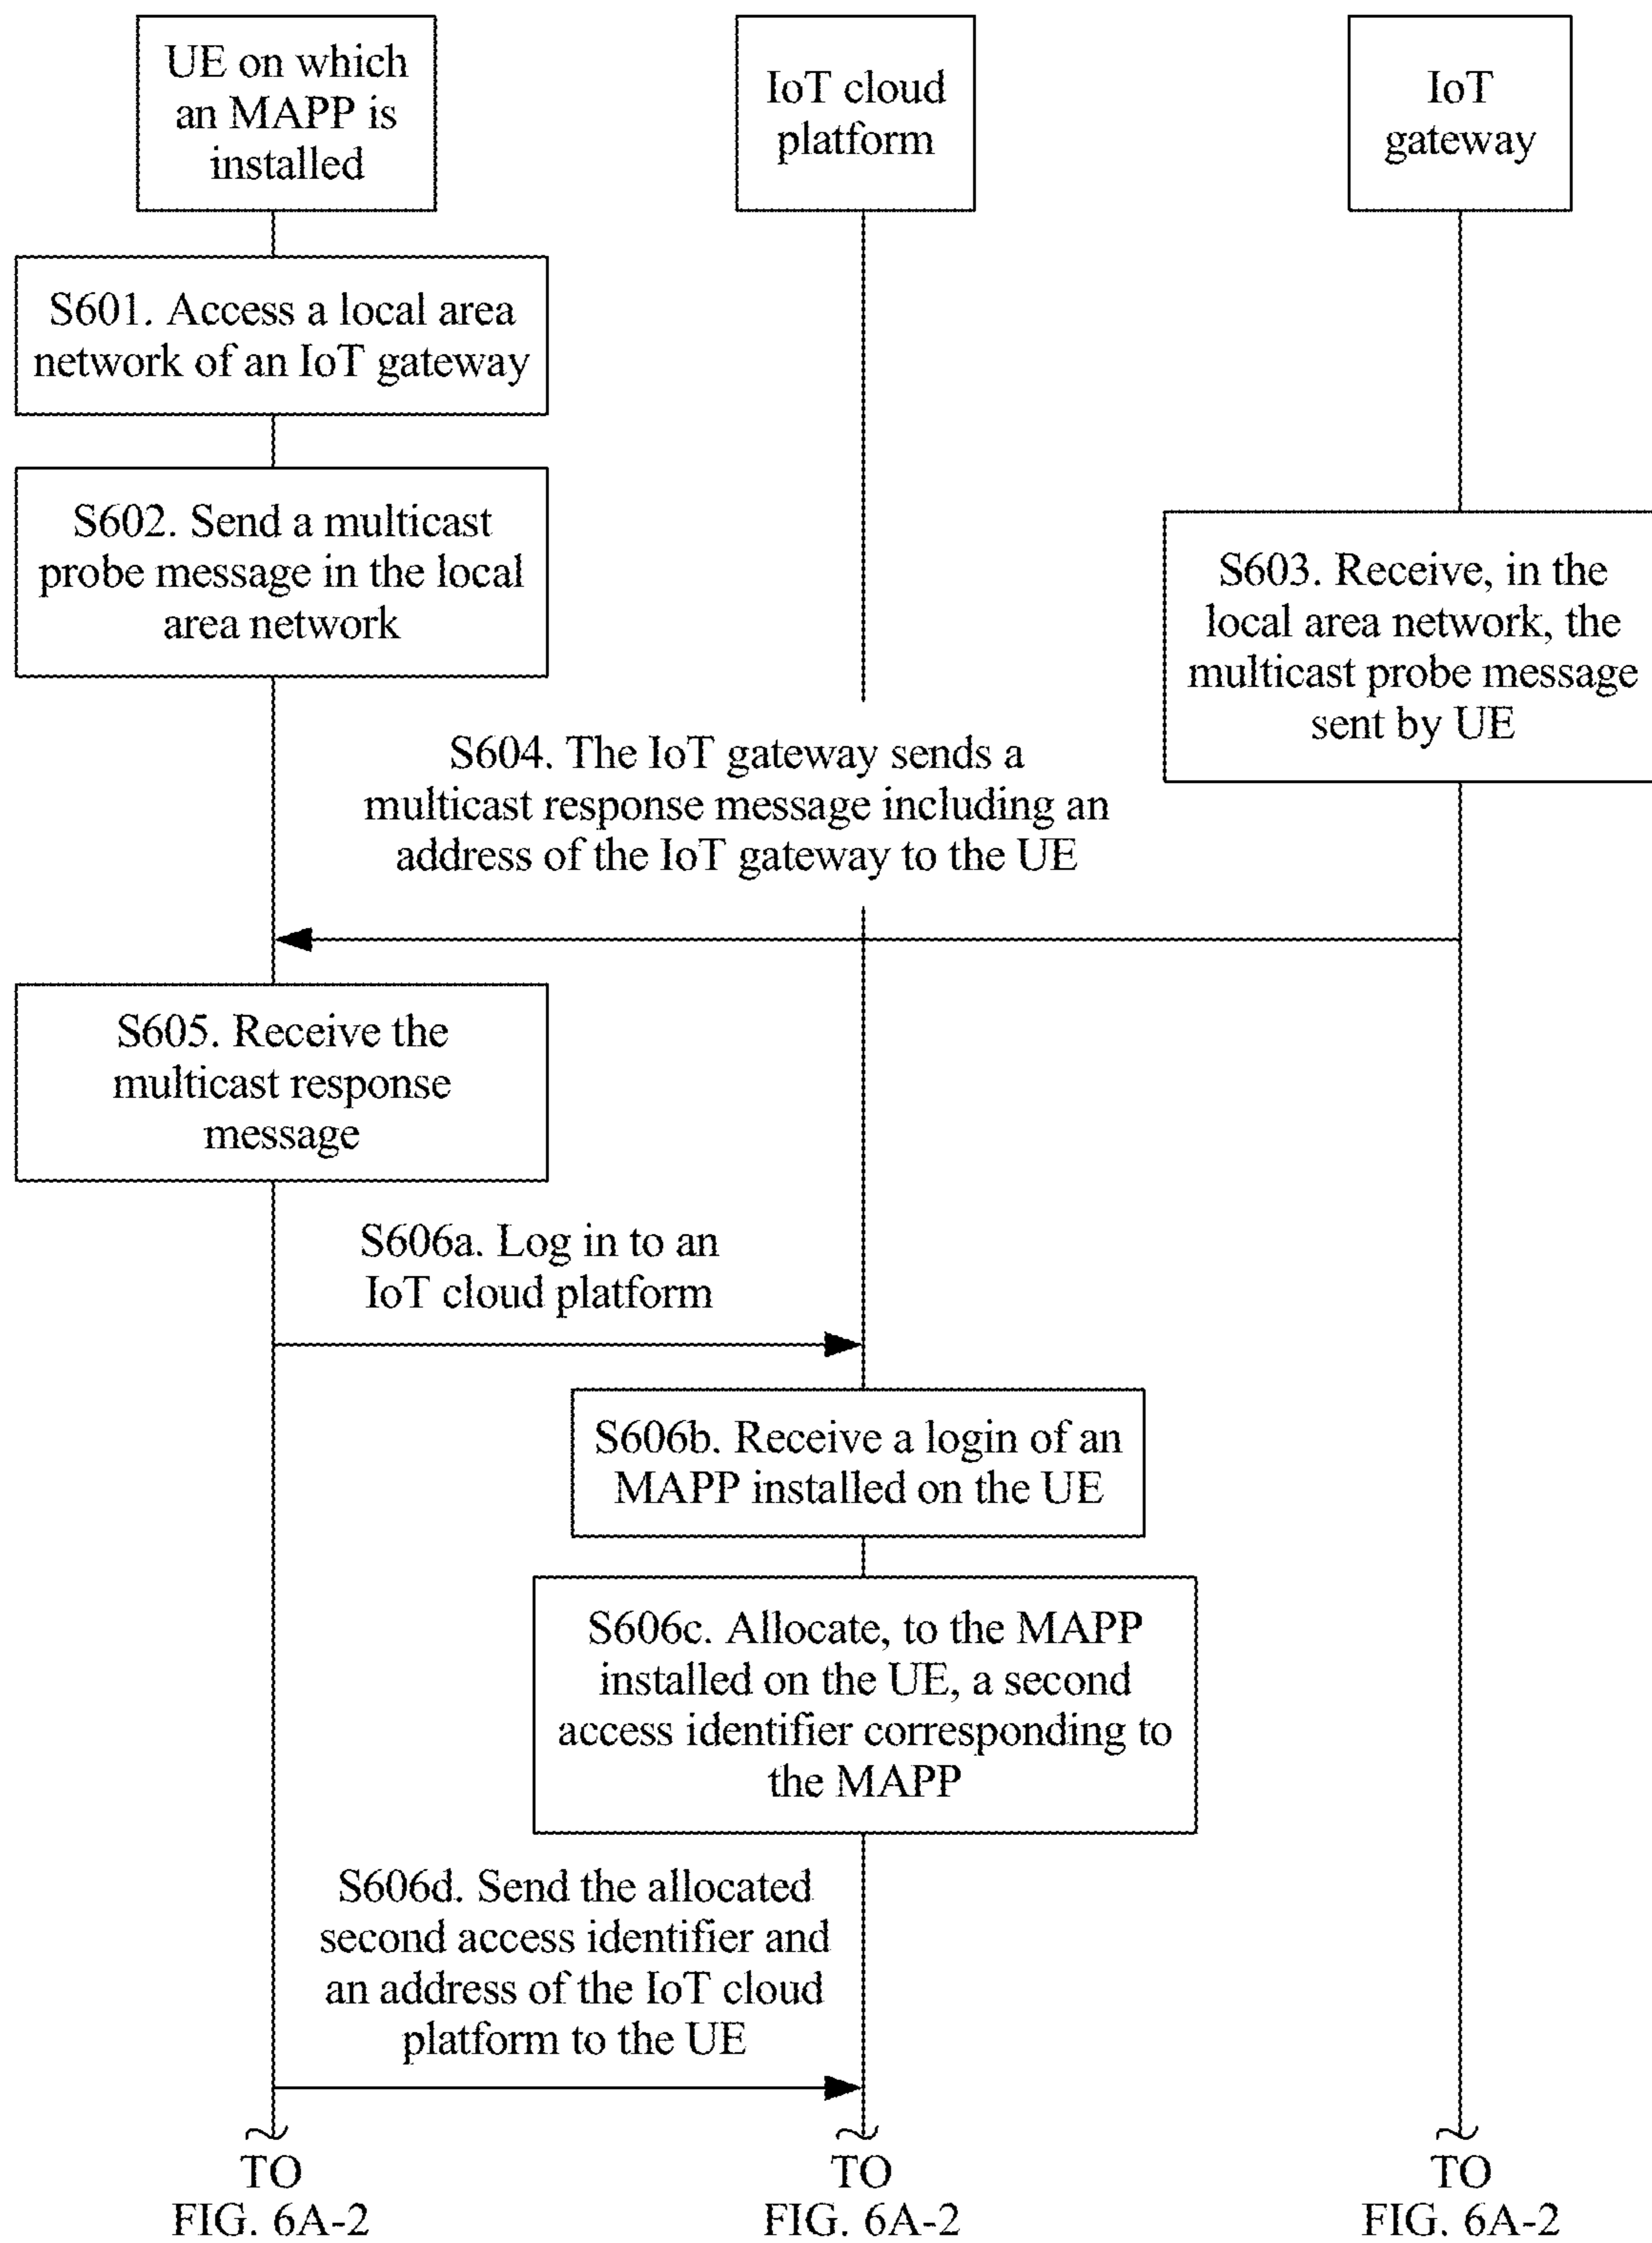 UE on which
an MAPP is
installed
IoT cloud
platform
IoT
gateway
S601. Access a local area
network of an IoT gateway
S602. Send a multicast
probe message in the local
area network
S603. Receive, in the
local area network, the
multicast probe message
sent by UE
S604. The IoT gateway sends a
multicast response message including an
address of the IoT gateway to the UE
S605. Receive the
multicast response
message
S606a. Log in to an
IoT cloud platform
S606b. Receive a login of an
MAPP installed on the UE
S606c. Allocate, to the MAPP
installed on the UE, a second
access identifier corresponding to
the MAPP
S606d. Send the allocated
second access identifier and
an address of the IoT cloud
platform to the UE
TO
FIG. 6A-2
TO
FIG. 6A-2
TO
FIG. 6A-2